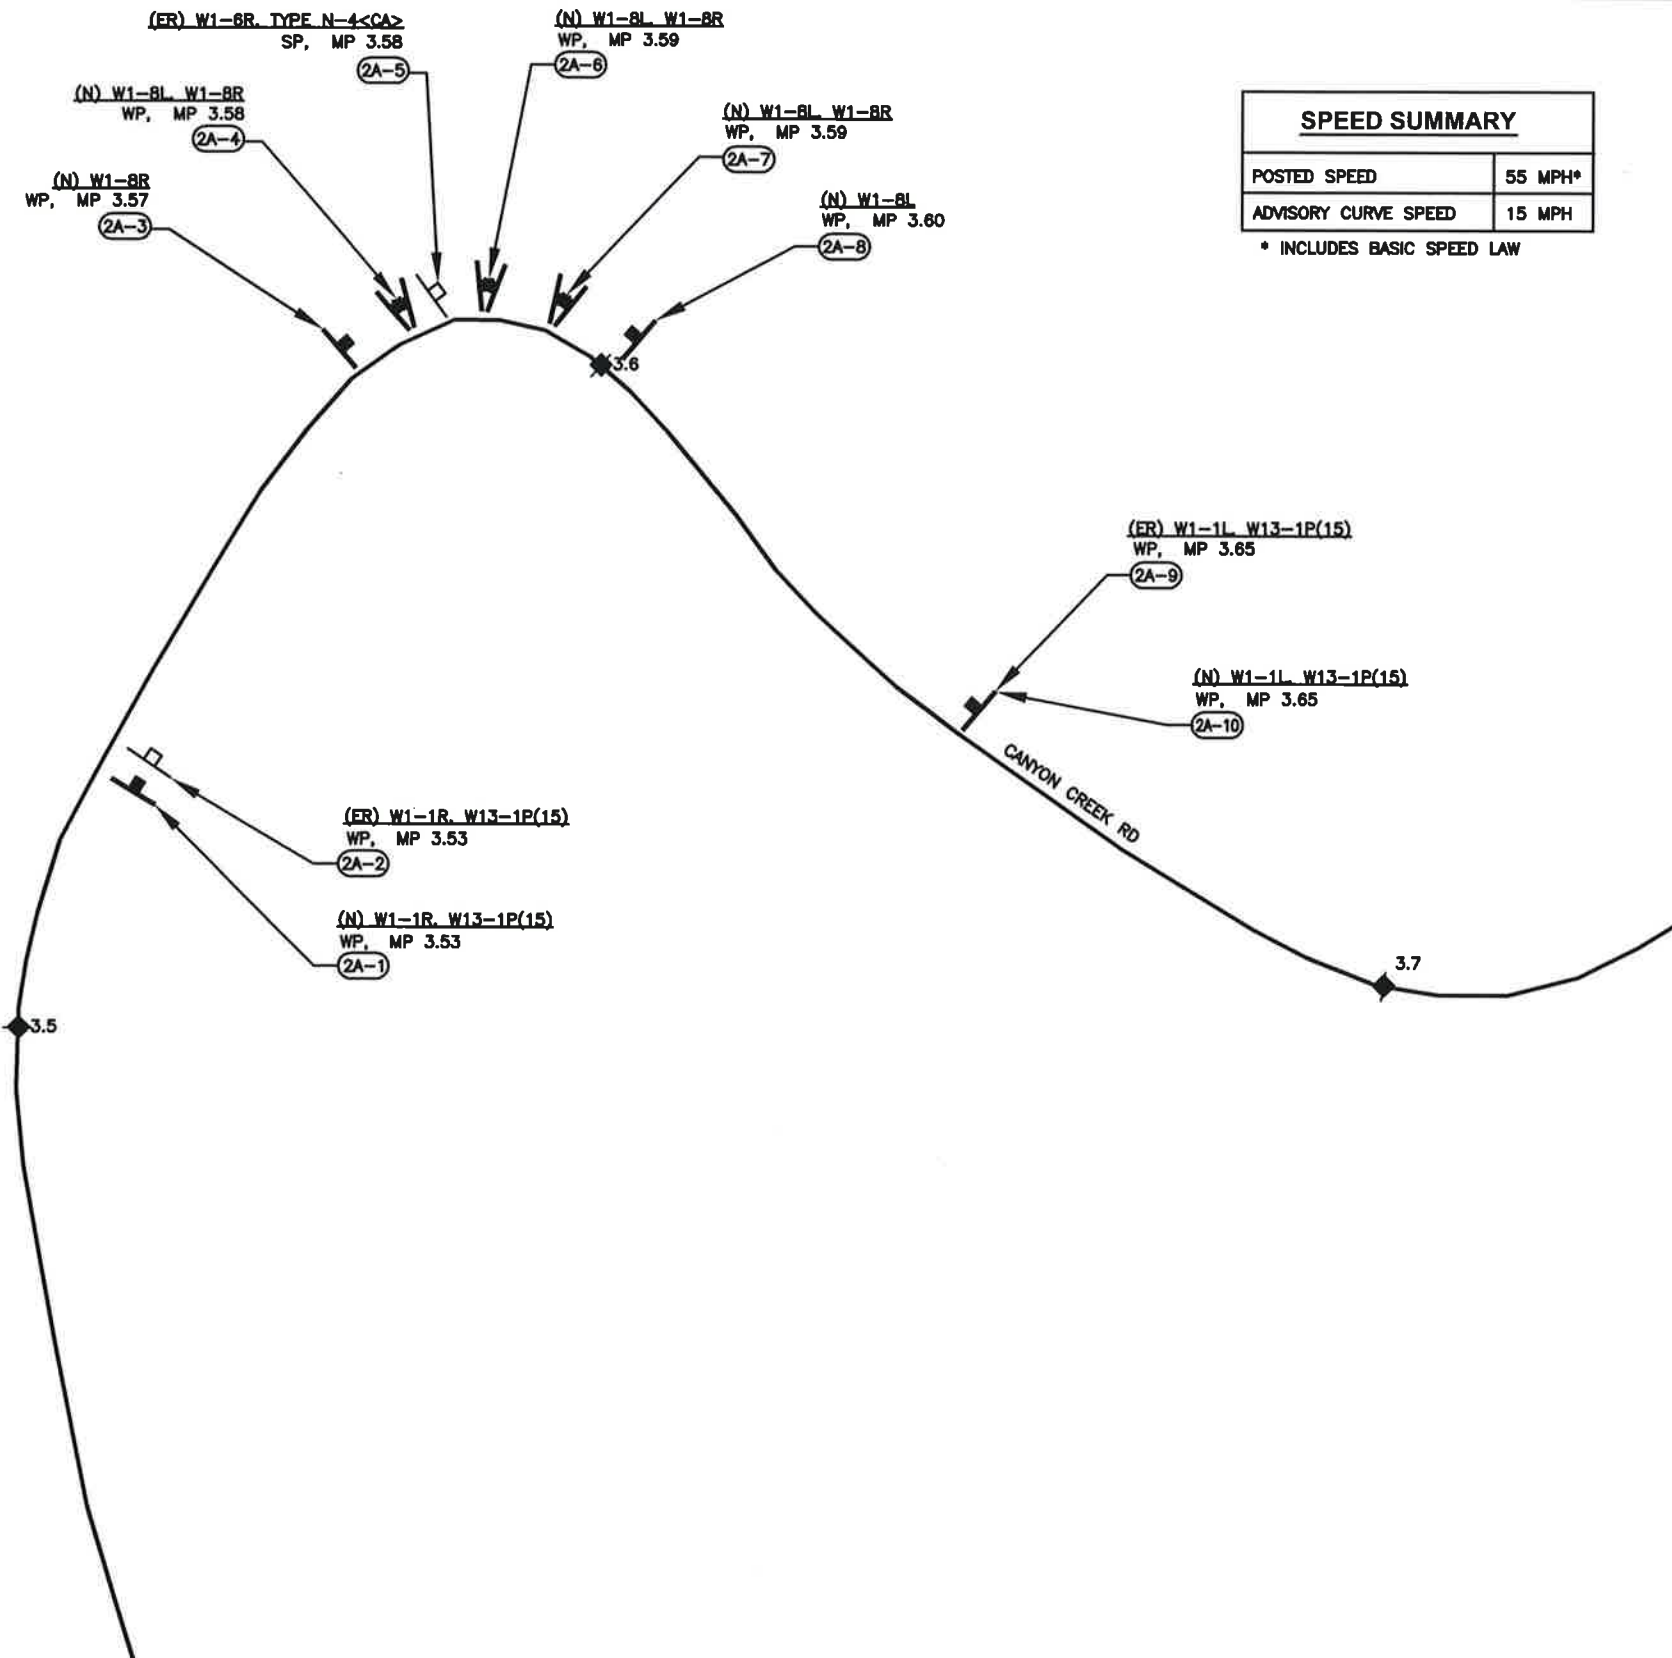 (ER) W1-6R, TYPE N-4<CA>
SP, MP 3.58
2A-5
(N) W1-8L, W1-8R
WP, MP 3.59
2A-6
(N) W1-8L, W1-8R
WP, MP 3.58
2A-4
(N) W1-8L, W1-8R
WP, MP 3.59
2A-7
(N) W1-8R
WP, MP 3.57
2A-3
(N) W1-8L
WP, MP 3.60
2A-8
SPEED SUMMARY
POSTED SPEED 55 MPH*
ADVISORY CURVE SPEED 15 MPH
* INCLUDES BASIC SPEED LAW
3.6
(ER) W1-1L, W13-1P(15)
WP, MP 3.65
2A-9
(N) W1-1L, W13-1P(15)
WP, MP 3.65
2A-10
CANYON CREEK RD
(ER) W1-1R, W13-1P(15)
WP, MP 3.53
2A-2
(N) W1-1R, W13-1P(15)
WP, MP 3.53
2A-1
3.7
3.5